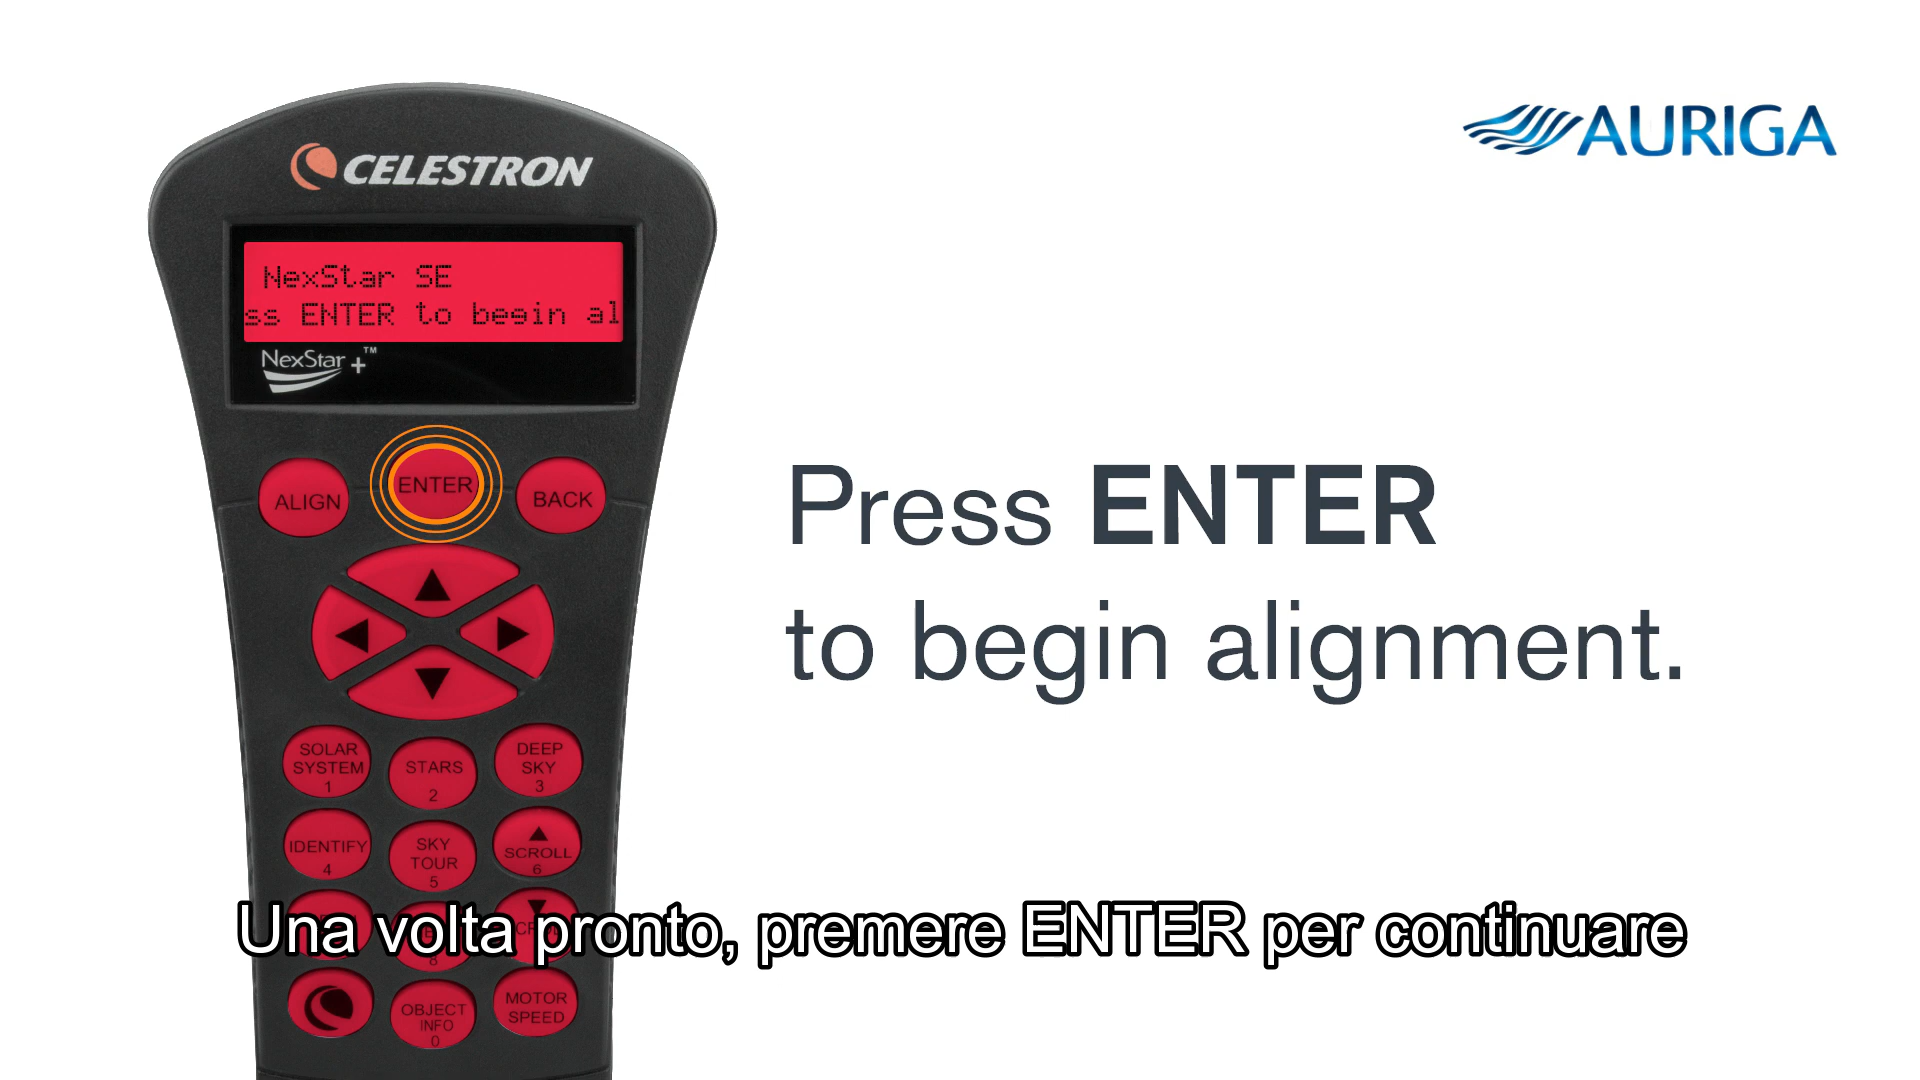 CELESTRON
AURIGA
NexStar SE
ss ENTER to begin al
NexStar+™
ALIGN
ENTER
BACK
Press ENTER
to begin alignment.
SOLAR
SYSTEM
1
STARS
2
DEEP
SKY
3
IDENTIFY
4
SKY
TOUR
5
SCROLL
6
8
Una volta pronto, premere ENTER per continuare
OBJECT
INFO
0
MOTOR
SPEED